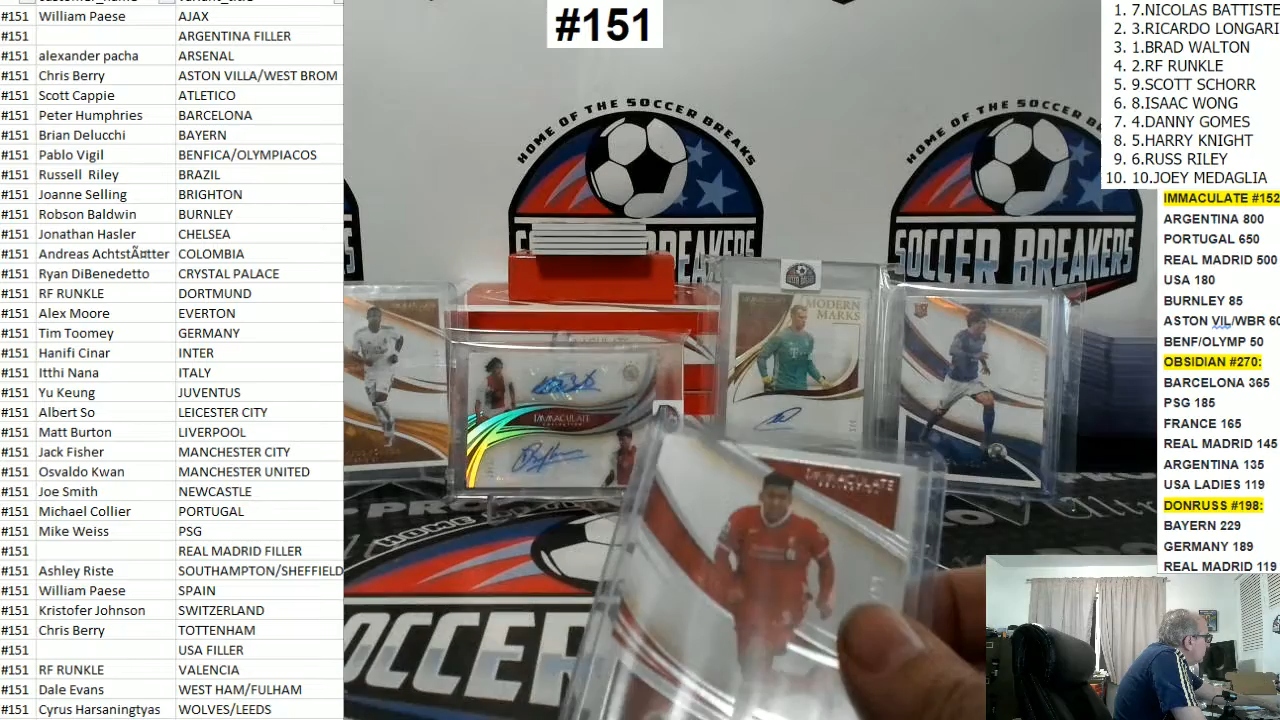 #151 William Paese AJAX
#151 ARGENTINA FILLER
#151 alexander pacha ARSENAL
#151 Chris Berry ASTON VILLA/WEST BROM
#151 Scott Cappie ATLETICO
#151 Peter Humphries BARCELONA
#151 Brian Delucchi BAYERN
#151 Pablo Vigil BENFICA/OLYMPIACOS
#151 Russell Riley BRAZIL
#151 Joanne Selling BRIGHTON
#151 Robson Baldwin BURNLEY
#151 Jonathan Hasler CHELSEA
#151 Andreas AchtstÃ¤tter COLOMBIA
#151 Ryan DiBenedetto CRYSTAL PALACE
#151 RF RUNKLE DORTMUND
#151 Alex Moore EVERTON
#151 Tim Toomey GERMANY
#151 Hanifi Cinar INTER
#151 Itthi Nana ITALY
#151 Yu Keung JUVENTUS
#151 Albert So LEICESTER CITY
#151 Matt Burton LIVERPOOL
#151 Jack Fisher MANCHESTER CITY
#151 Osvaldo Kwan MANCHESTER UNITED
#151 Joe Smith NEWCASTLE
#151 Michael Collier PORTUGAL
#151 Mike Weiss PSG
#151 REAL MADRID FILLER
#151 Ashley Riste SOUTHAMPTON/SHEFFIELD
#151 William Paese SPAIN
#151 Kristofer Johnson SWITZERLAND
#151 Chris Berry TOTTENHAM
#151 USA FILLER
#151 RF RUNKLE VALENCIA
#151 Dale Evans WEST HAM/FULHAM
#151 Cyrus Harsaningtyas WOLVES/LEEDS
#151
HOME OF THE SOCCER BREAKS
BREAKERS
HOME OF THE SOCCER
SOCCER BREAKERS
IMMACULATE
COLLECTION
MODERN
MARKS
IMMACULATE
OCCER
1. 7.NICOLAS BATTISTE
2. 3.RICARDO LONGARI
3. 1.BRAD WALTON
4. 2.RF RUNKLE
5. 9.SCOTT SCHORR
6. 8.ISAAC WONG
7. 4.DANNY GOMES
8. 5.HARRY KNIGHT
9. 6.RUSS RILEY
10. 10.JOEY MEDAGLIA
IMMACULATE #152
ARGENTINA 800
PORTUGAL 650
REAL MADRID 500
USA 180
BURNLEY 85
ASTON VIL/WBR 60
BENF/OLYMP 50
OBSIDIAN #270:
BARCELONA 365
PSG 185
FRANCE 165
REAL MADRID 145
ARGENTINA 135
USA LADIES 119
DONRUSS #198:
BAYERN 229
GERMANY 189
REAL MADRID 119